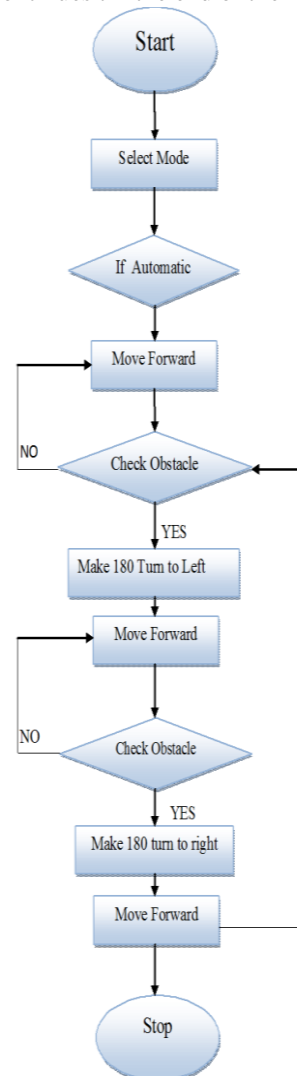 Start
Select Mode
If Automatic
Move Forward
NO
Check Obstacle
YES
Make 180 Turn to Left
Move Forward
NO
Check Obstacle
YES
Make 180 turn to right
Move Forward
Stop